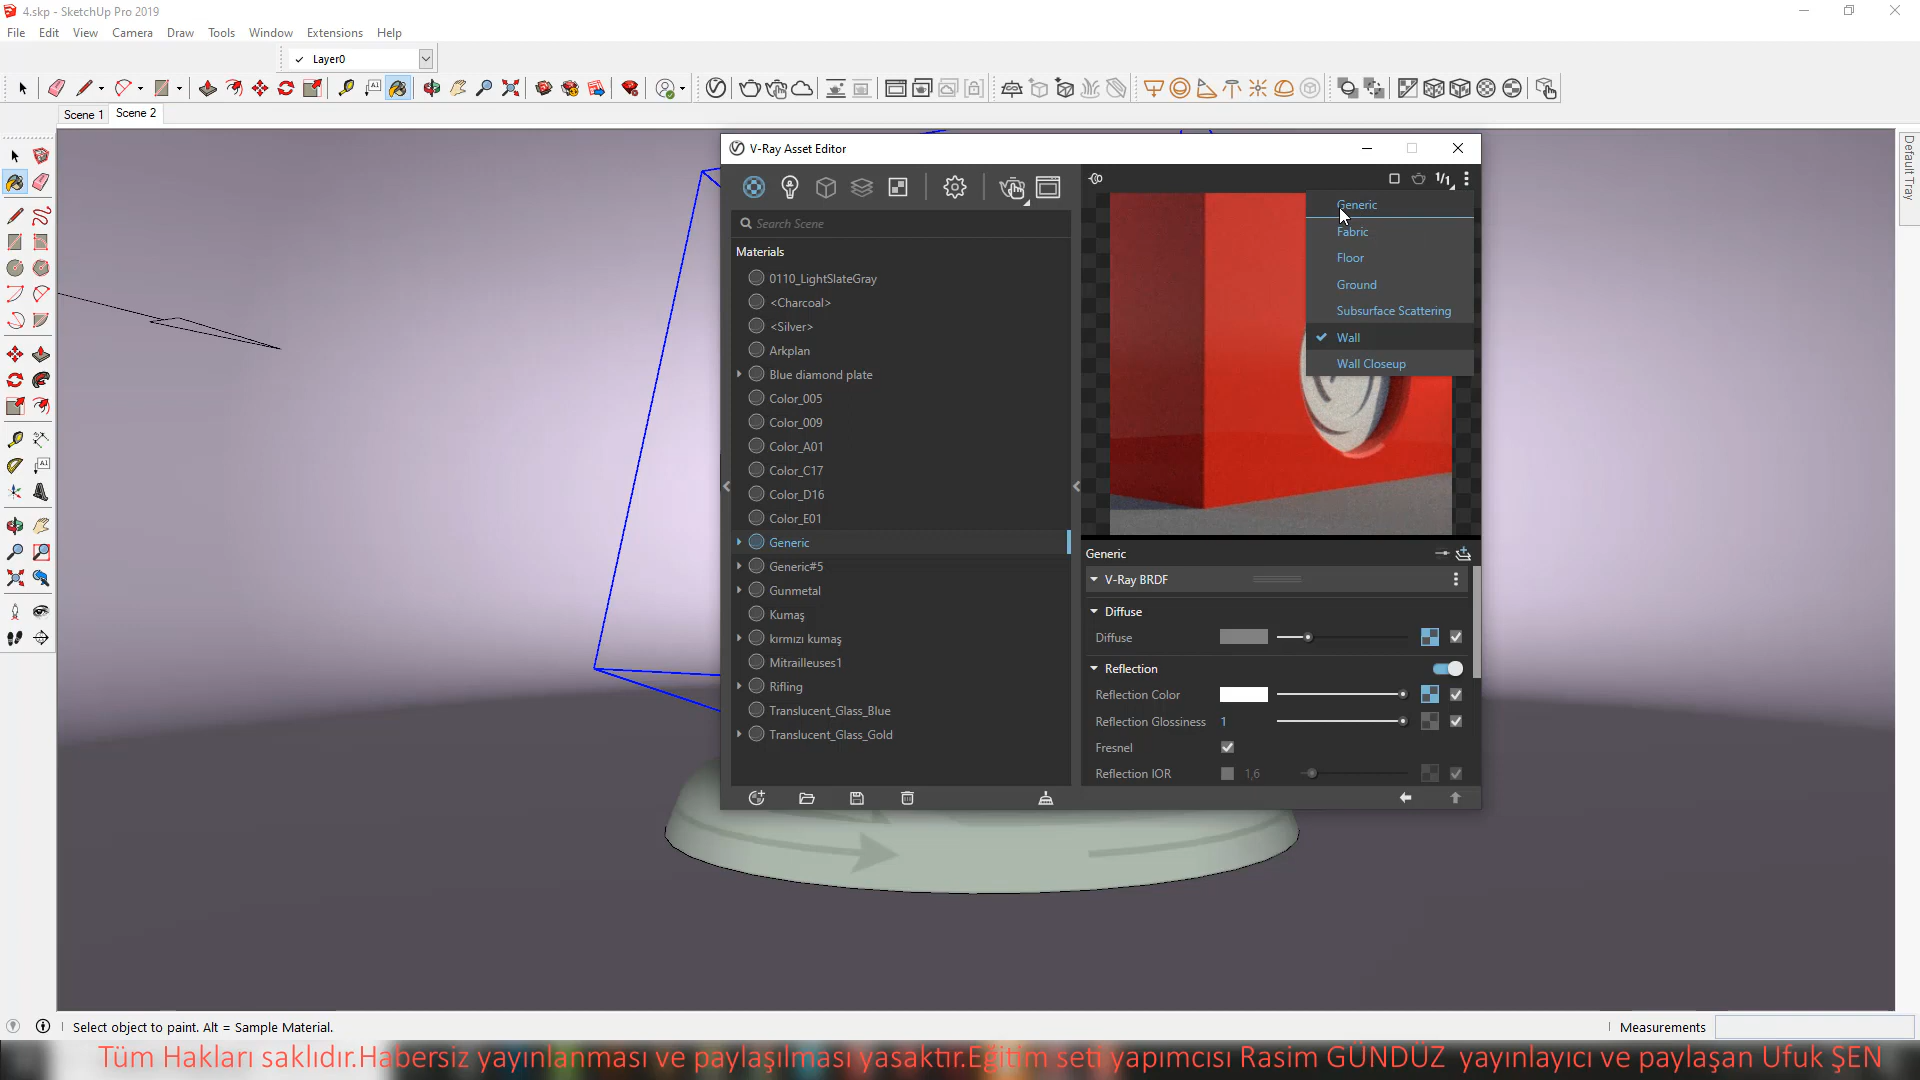 4.skp - SketchUp Pro 2019
File Edit View Camera Draw Tools Window Extensions Help
Layer0
Scene 1 Scene 2
Default Tray
V-Ray Asset Editor
1/1
Search Scene
Materials
0110_LightSlateGray
<Charcoal>
<Silver>
Arkplan
Blue diamond plate
Color_005
Color_009
Color_A01
Color_C17
Color_D16
Color_E01
Generic
Generic#5
Gunmetal
Kumaş
kırmızı kumaş
Mitrailleuses1
Rifling
Translucent_Glass_Blue
Translucent_Glass_Gold
Generic
Fabric
Floor
Ground
Subsurface Scattering
Wall
Wall Closeup
Generic
V-Ray BRDF
Diffuse
Diffuse
Reflection
Reflection Color
Reflection Glossiness 1
Fresnel
Reflection IOR 1,6
Select object to paint. Alt = Sample Material.
Measurements
Tüm Hakları saklıdır.Habersiz yayınlanması ve paylaşılması yasaktır.Eğitim seti yapımcısı Rasim GÜNDÜZ yayınlayıcı ve paylaşan Ufuk ŞEN